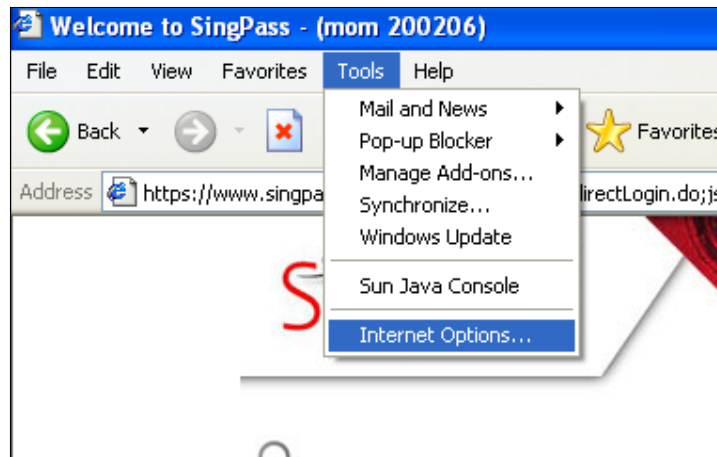 Welcome to SingPass - (mom 200206)
File Edit View Favorites Tools Help
Back Favorites
Address https://www.singpa directLogin.do;js
Mail and News
Pop-up Blocker
Manage Add-ons...
Synchronize...
Windows Update
Sun Java Console
Internet Options...
S